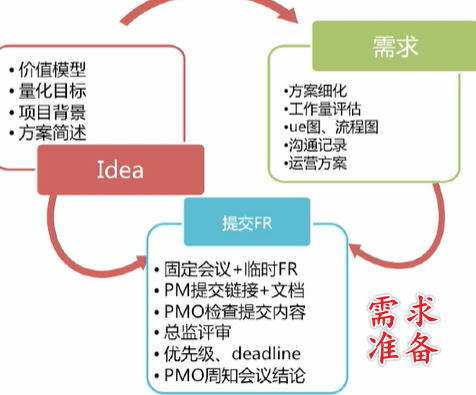 • 价值模型
• 量化目标
• 项目背景
• 方案简述
Idea
需求
•方案细化
•工作量评估
•ue图、流程图
•沟通记录
•运营方案
提交FR
• 固定会议+临时FR
• PM提交链接+文档
• PMO检查提交内容
• 总监评审
• 优先级、deadline
• PMO周知会议结论
需求
准备